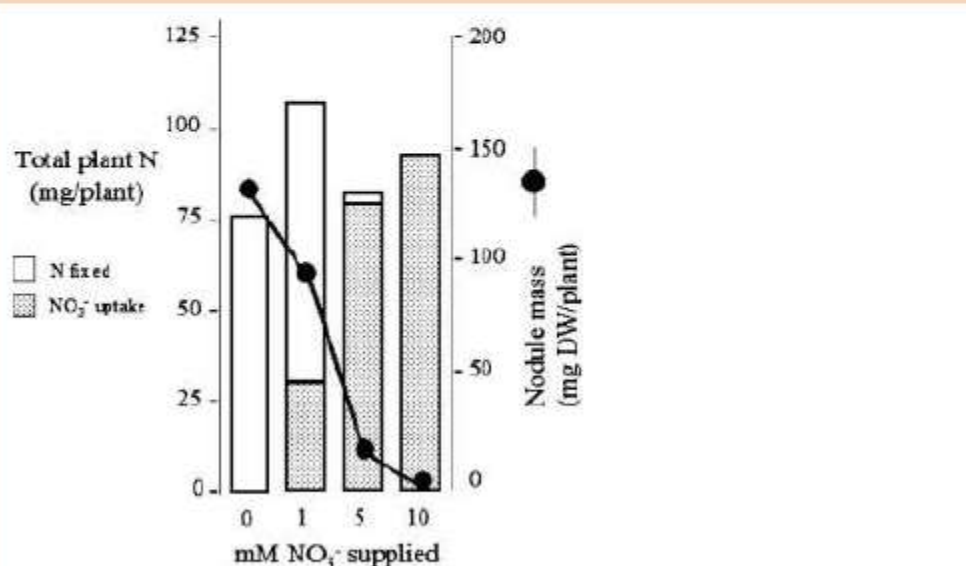 125
100
75
50
25
0
Total plant N
(mg/plant)
N fixed
NO₃⁻ uptake
200
150
100
50
0
Nodule mass
(mg DW/plant)
0 1 5 10
mM NO₃⁻ supplied